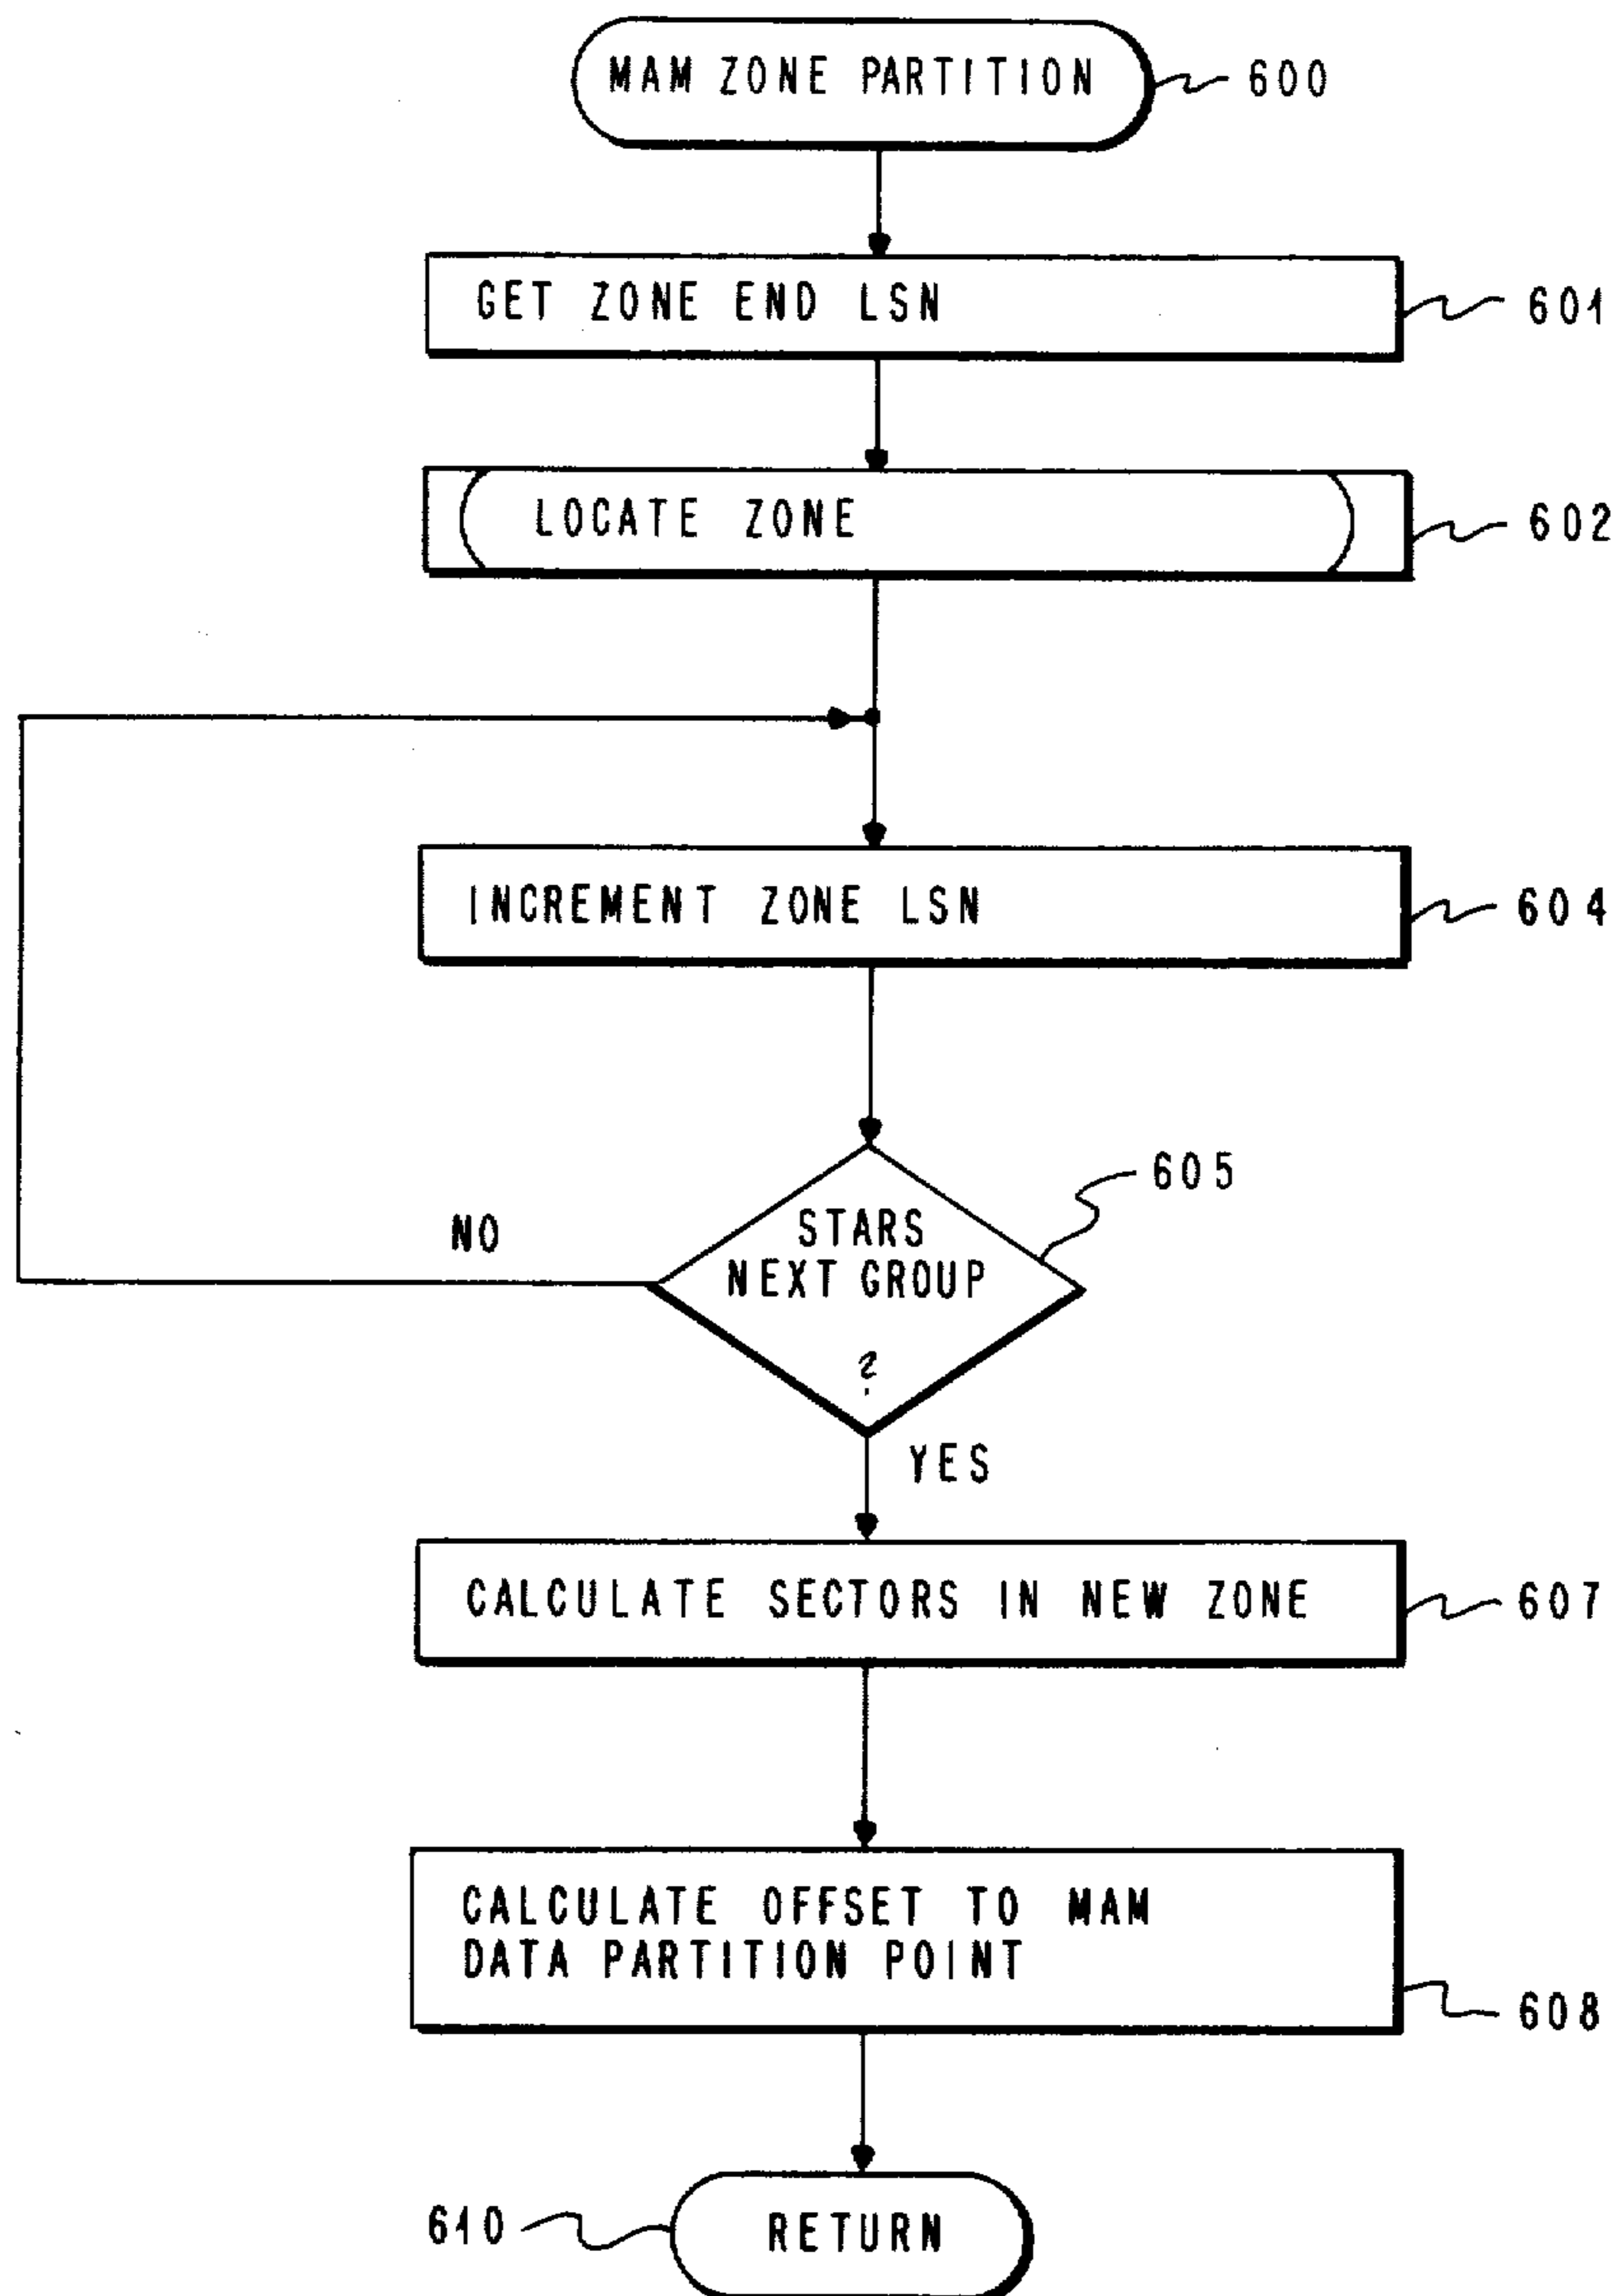 MAM ZONE PARTITION
600
GET ZONE END LSN
601
LOCATE ZONE
602
INCREMENT ZONE LSN
604
605
STARS
NEXT GROUP
?
NO
YES
CALCULATE SECTORS IN NEW ZONE
607
CALCULATE OFFSET TO MAM
DATA PARTITION POINT
608
610
RETURN